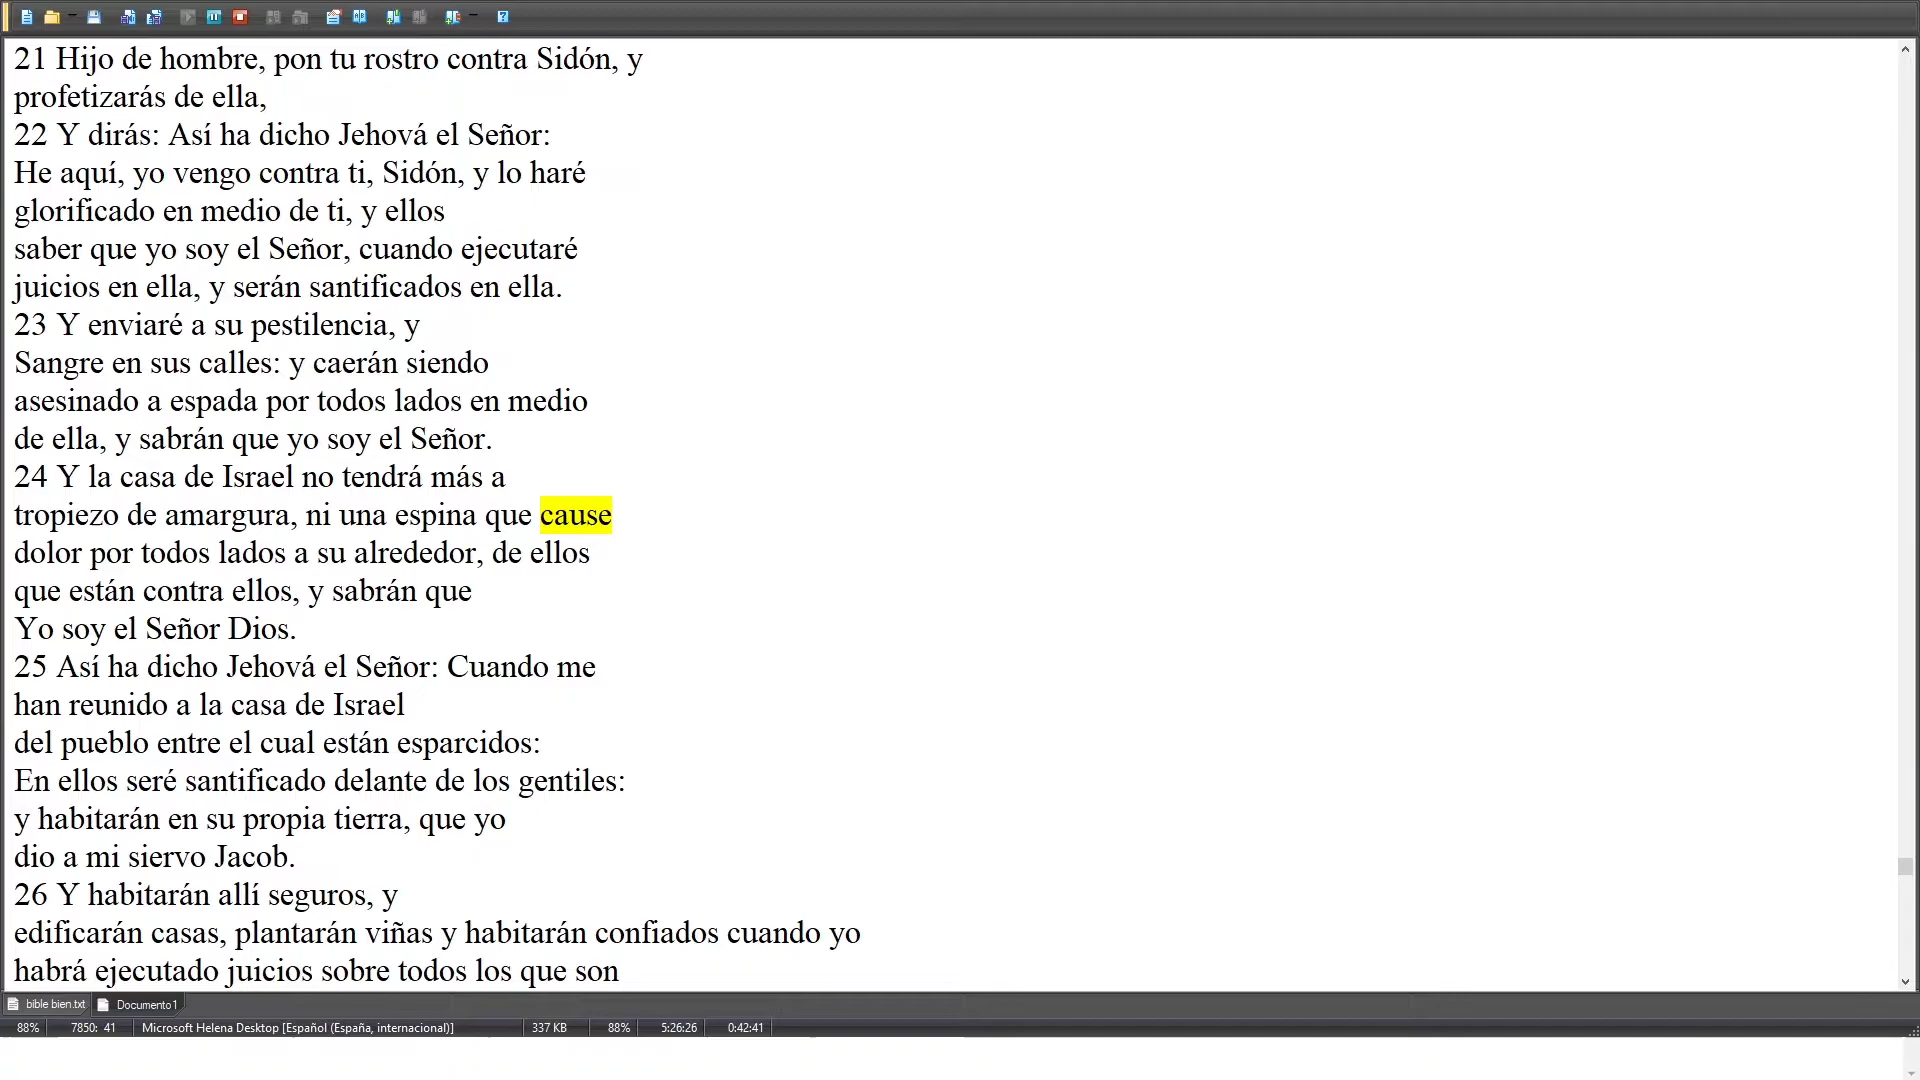 21 Hijo de hombre, pon tu rostro contra Sidón, y
profetizarás de ella,
22 Y dirás: Así ha dicho Jehová el Señor:
He aquí, yo vengo contra ti, Sidón, y lo haré
glorificado en medio de ti, y ellos
saber que yo soy el Señor, cuando ejecutaré
juicios en ella, y serán santificados en ella.
23 Y enviaré a su pestilencia, y
Sangre en sus calles: y caerán siendo
asesinado a espada por todos lados en medio
de ella, y sabrán que yo soy el Señor.
24 Y la casa de Israel no tendrá más a
tropiezo de amargura, ni una espina que cause
dolor por todos lados a su alrededor, de ellos
que están contra ellos, y sabrán que
Yo soy el Señor Dios.
25 Así ha dicho Jehová el Señor: Cuando me
han reunido a la casa de Israel
del pueblo entre el cual están esparcidos:
En ellos seré santificado delante de los gentiles:
y habitarán en su propia tierra, que yo
dio a mi siervo Jacob.
26 Y habitarán allí seguros, y
edificarán casas, plantarán viñas y habitarán confiados cuando yo
habrá ejecutado juicios sobre todos los que son
bible bien.txt Documento1
88% 7850: 41 Microsoft Helena Desktop [Español (España, internacional)] 337 KB 88% 5:26:26 0:42:41